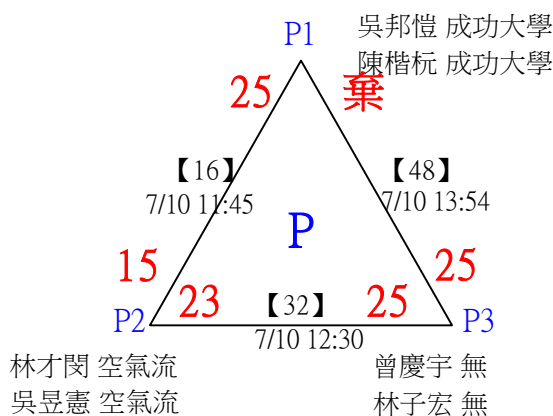 P1
吳邦愷 成功大學
陳楷杬 成功大學
25
棄
【16】
7/10 11:45
【48】
7/10 13:54
P
15
25
23
【32】
25
7/10 12:30
P2
P3
林才閔 空氣流
吳昱憲 空氣流
曾慶宇 無
林子宏 無